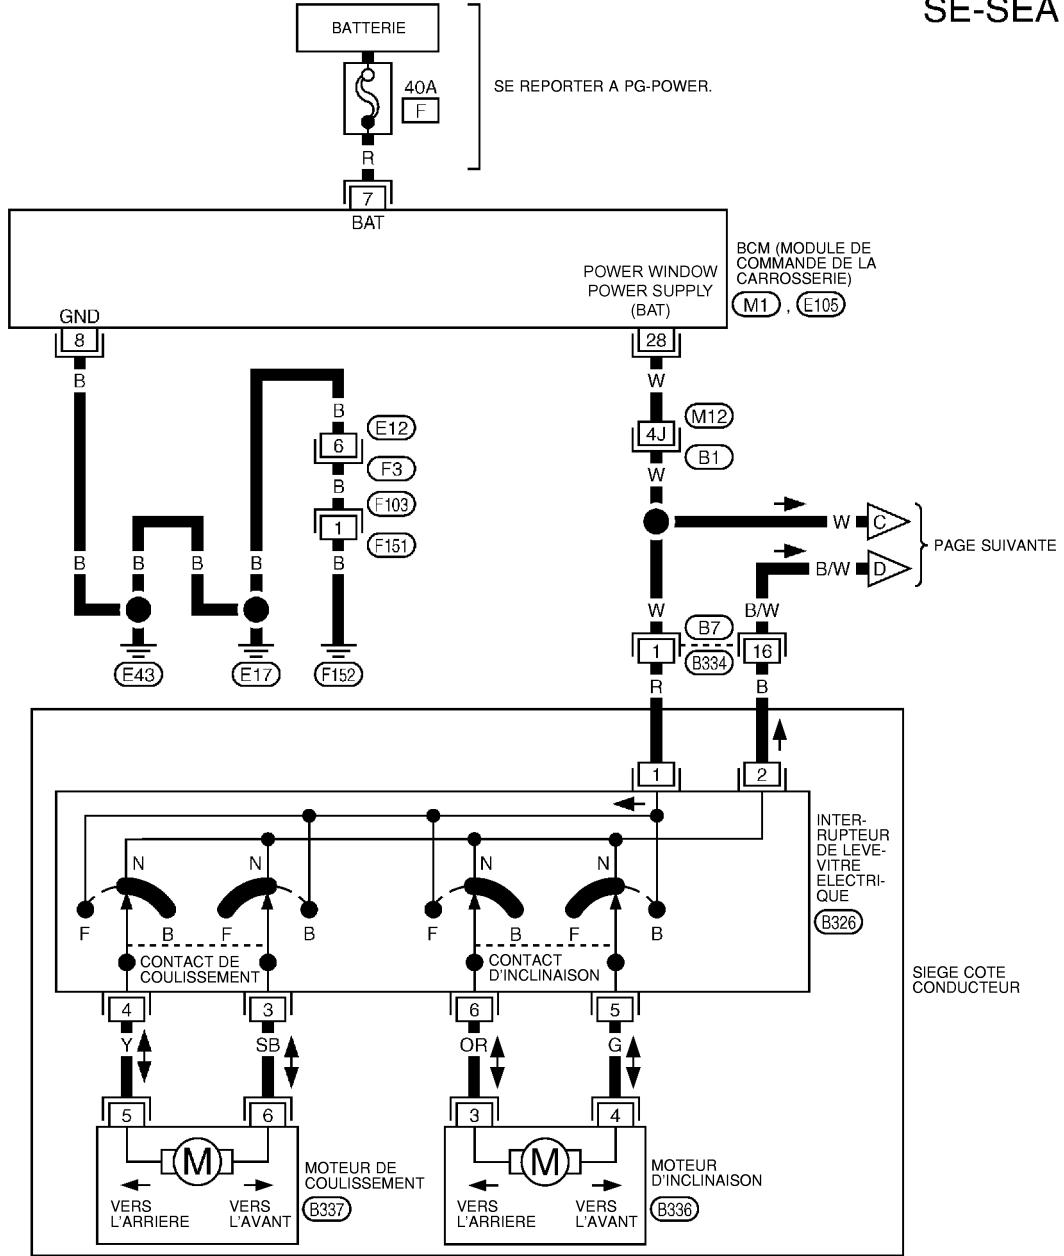 SE-SEA
BATTERIE
40A
F
SE REPORTER A PG-POWER.
R
7
BAT
POWER WINDOW
POWER SUPPLY
(BAT)
BCM (MODULE DE
COMMANDE DE LA
CARROSSERIE)
M1 , E105
GND
8
28
B
W
B
E12
M12
6
4J
F3
B1
B
W
F103
1
W
C
F151
PAGE SUIVANTE
B
B
B
B
B
B/W
D
W
B/W
B7
1
16
B334
E43
E17
F152
R
B
1
2
INTER-
RUPTEUR
DE LEVE-
VITRE
ELECTRI-
QUE
B326
N
N
N
N
F
B
F
B
F
B
F
B
CONTACT DE
COULISSEMENT
CONTACT
D'INCLINAISON
SIEGE COTE
CONDUCTEUR
4
3
6
5
Y
SB
OR
G
5
6
3
4
M
M
MOTEUR DE
COULISSEMENT
B337
MOTEUR
D'INCLINAISON
B336
VERS
L'ARRIERE
VERS
L'AVANT
VERS
L'ARRIERE
VERS
L'AVANT